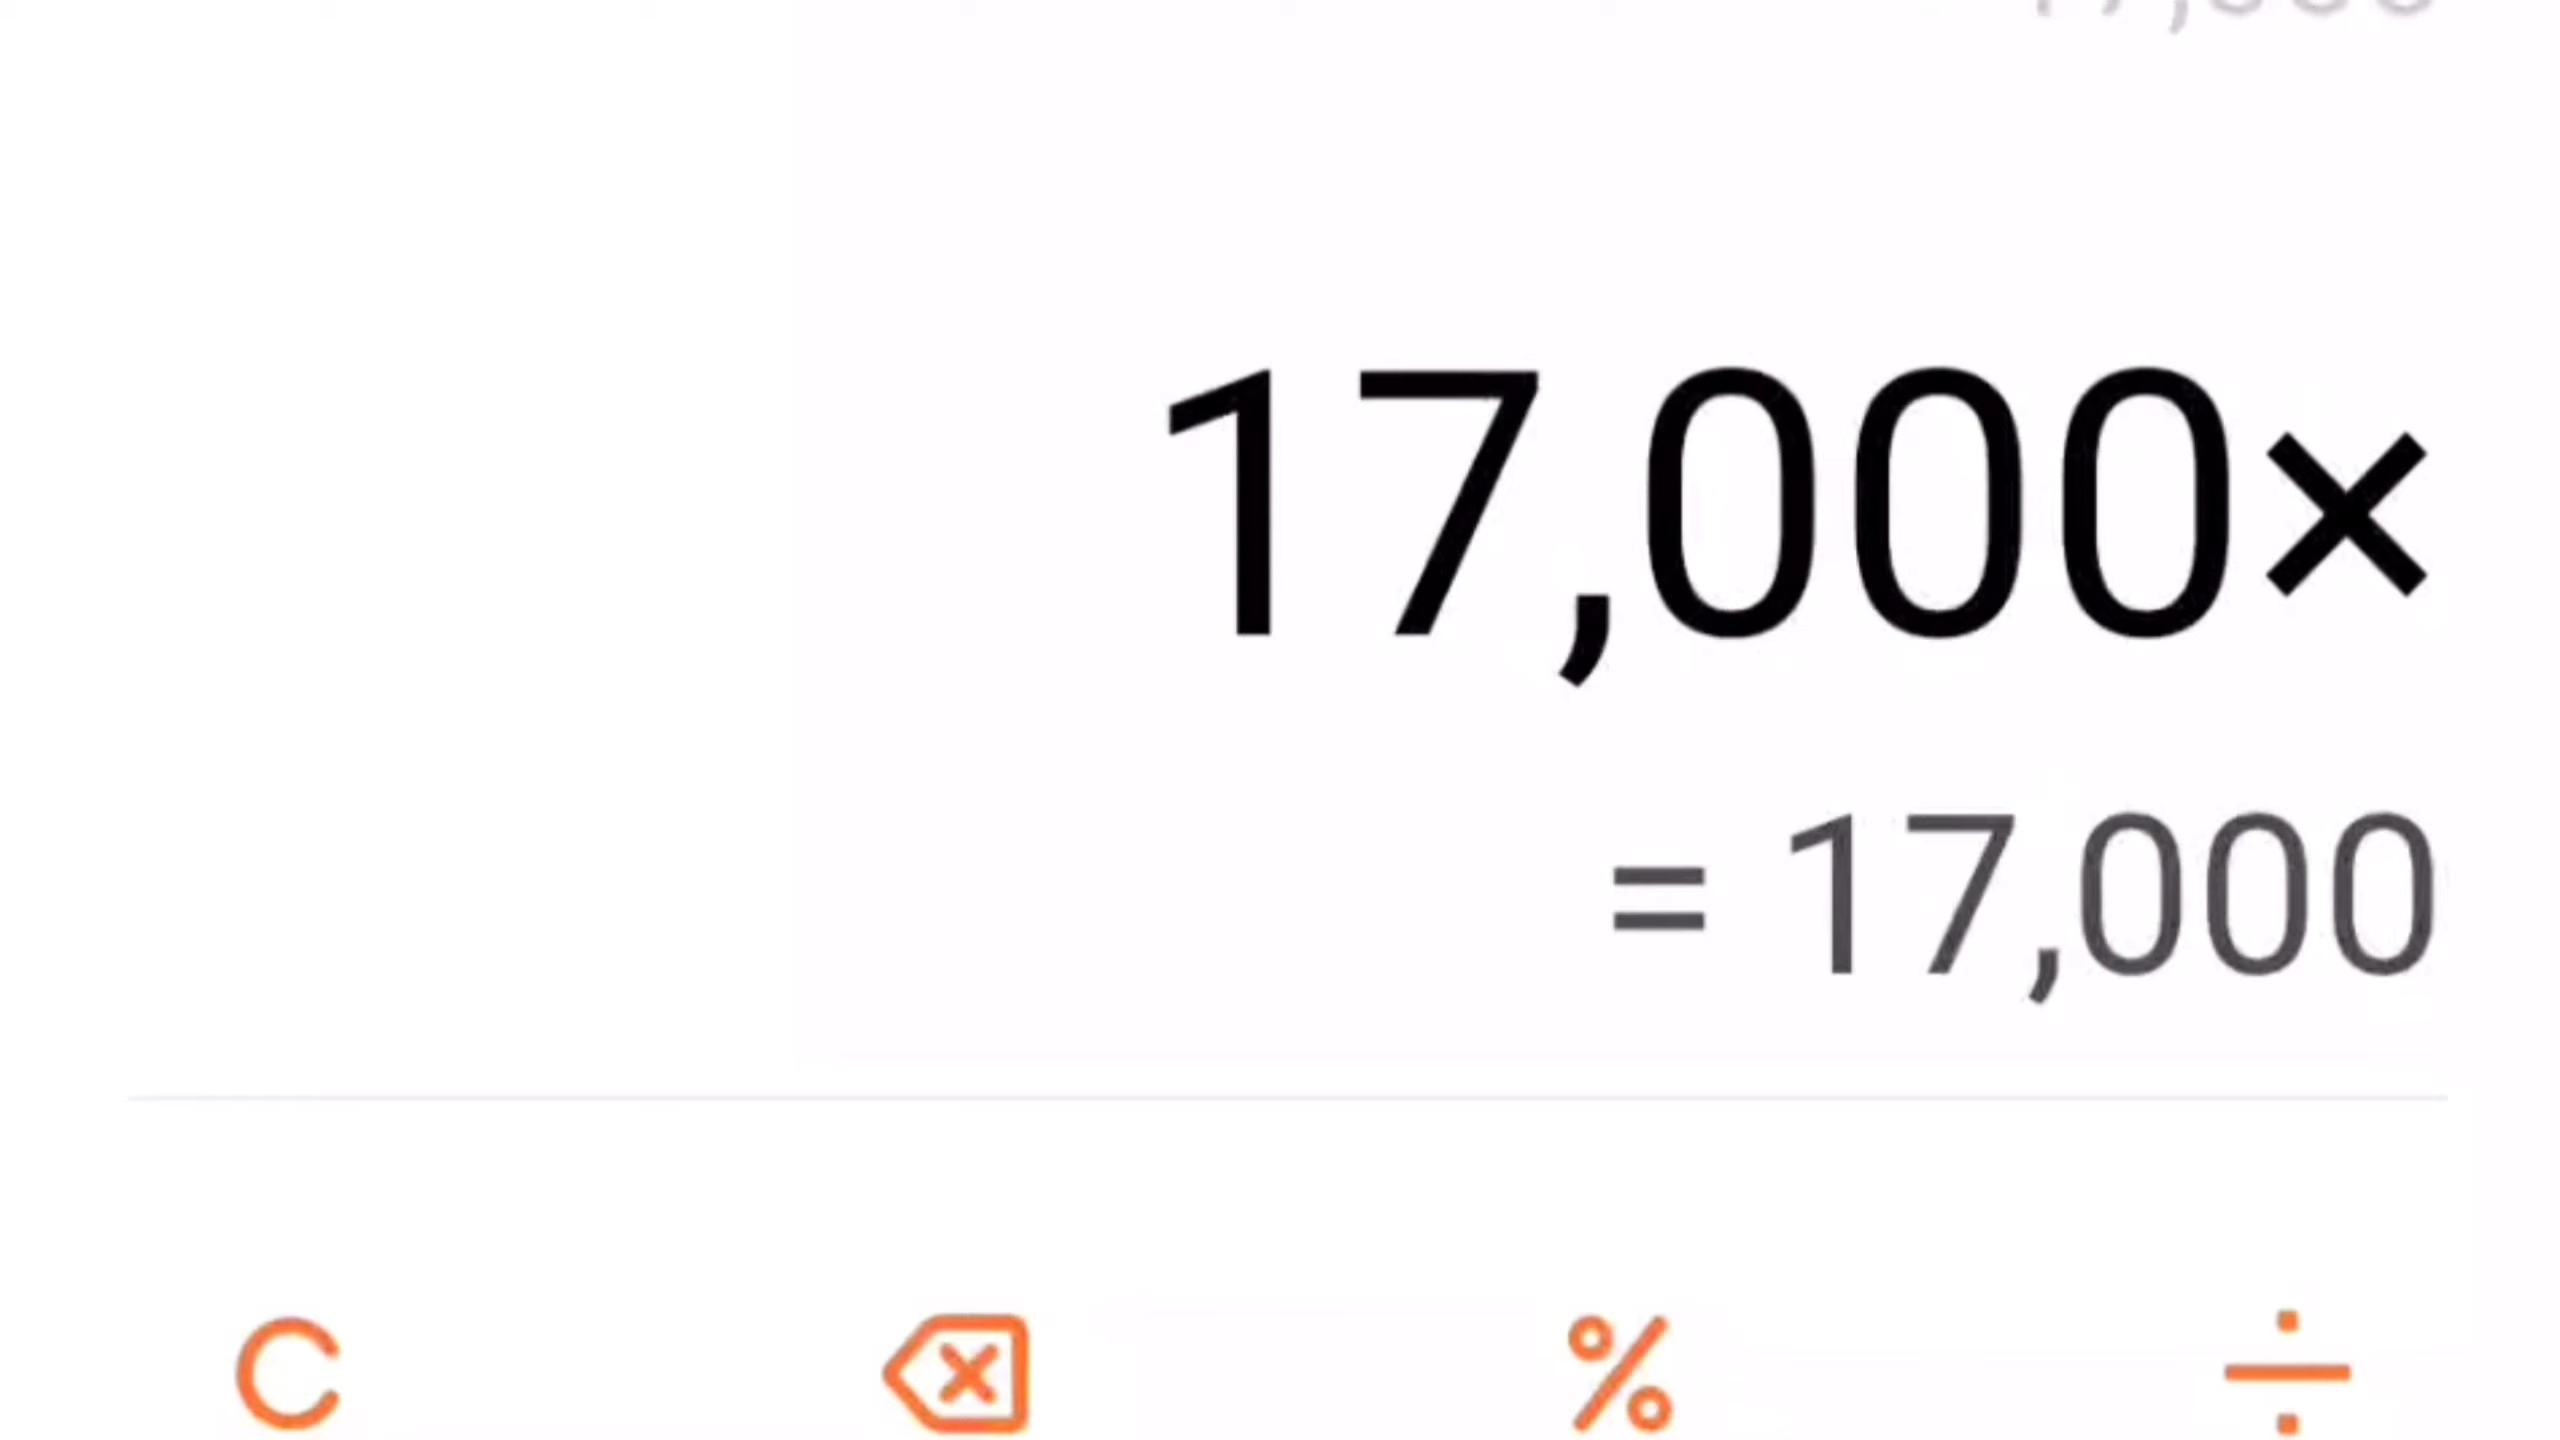 17,000×
= 17,000
C % ÷